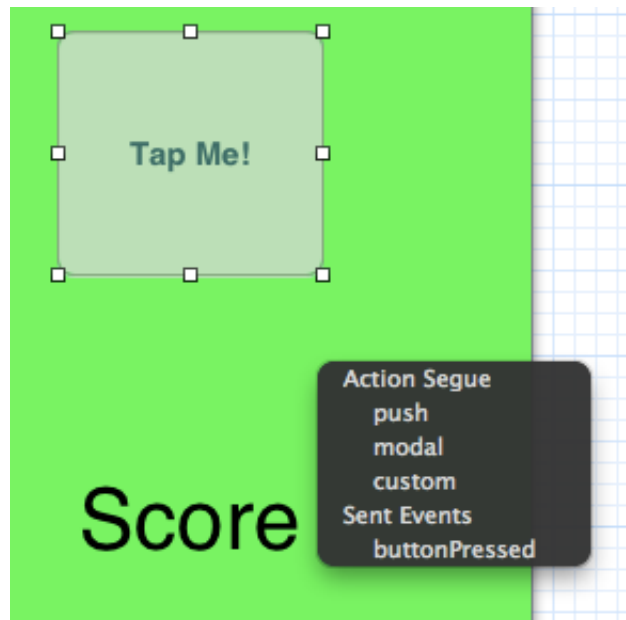 Tap Me!
Action Segue
push
modal
custom
Score
Sent Events
buttonPressed